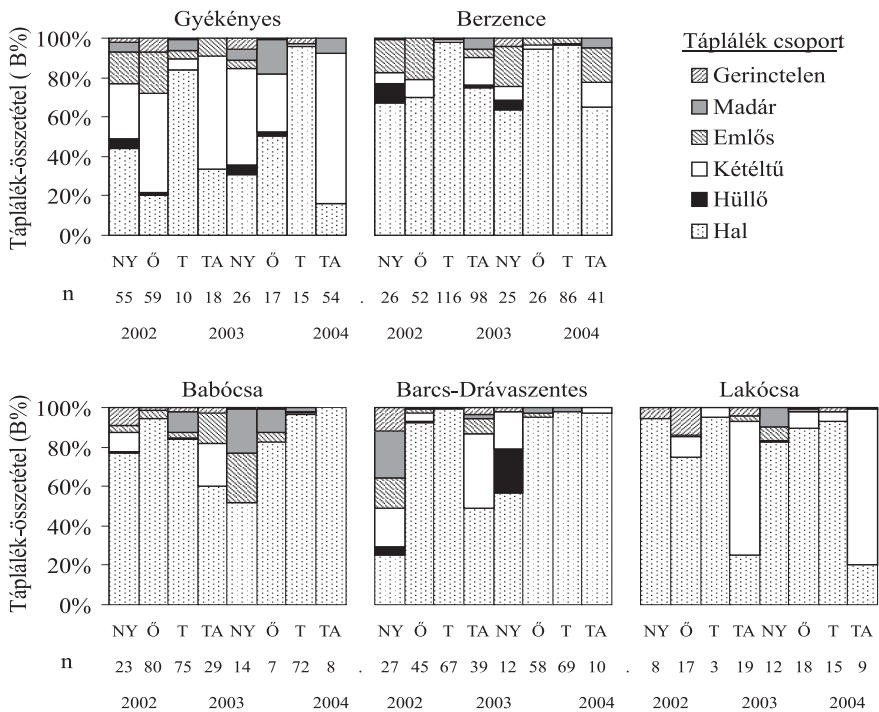 Gyékényes
Berzence
Táplálék csoport
Gerinctelen
Madár
Emlős
Kétéltű
Hüllő
Hal
Táplálék-összetétel ( B%)
100%
80%
60%
40%
20%
0%
NY Ő T TA NY Ő T TA NY Ő T TA NY Ő T TA
n 55 59 10 18 26 17 15 54 . 26 52 116 98 25 26 86 41
2002 2003 2004 2002 2003 2004
Babócsa
Barcs-Drávaszentes
Lakócsa
Táplálék-összetétel (B%)
100%
80%
60%
40%
20%
0%
NY Ő T TA NY Ő T TA NY Ő T TA NY Ő T TA NY Ő T TA NY Ő T TA
n 23 80 75 29 14 7 72 8 . 27 45 67 39 12 58 69 10 . 8 17 3 19 12 18 15 9
2002 2003 2004 2002 2003 2004 2002 2003 2004